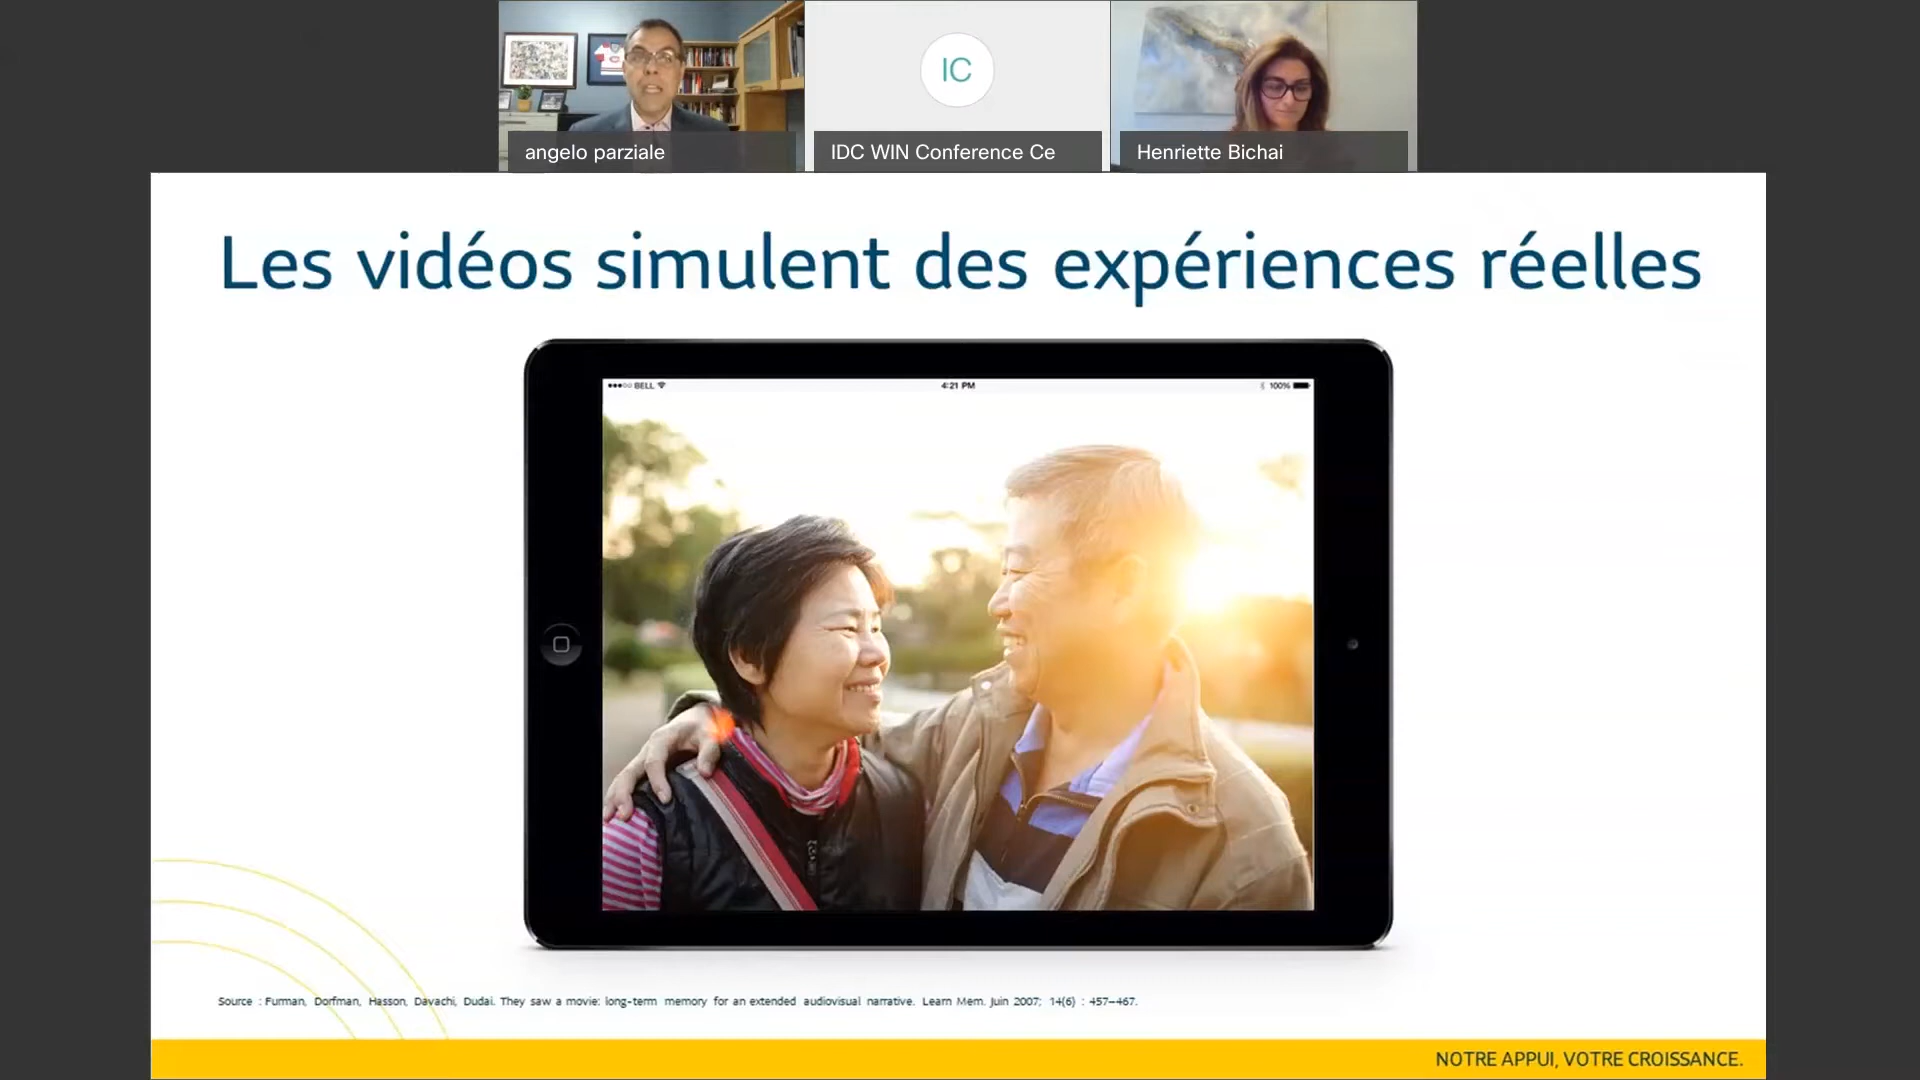 IC
angelo parziale
IDC WIN Conference Ce
Henriette Bichai
Les vidéos simulent des expériences réelles
BELL
4:21 PM
100%
Source : Furman, Dorfman, Hasson, Davachi, Dudai. They saw a movie: long-term memory for an extended audiovisual narrative. Learn Mem. Juin 2007; 14(6) : 457–467.
NOTRE APPUI, VOTRE CROISSANCE.